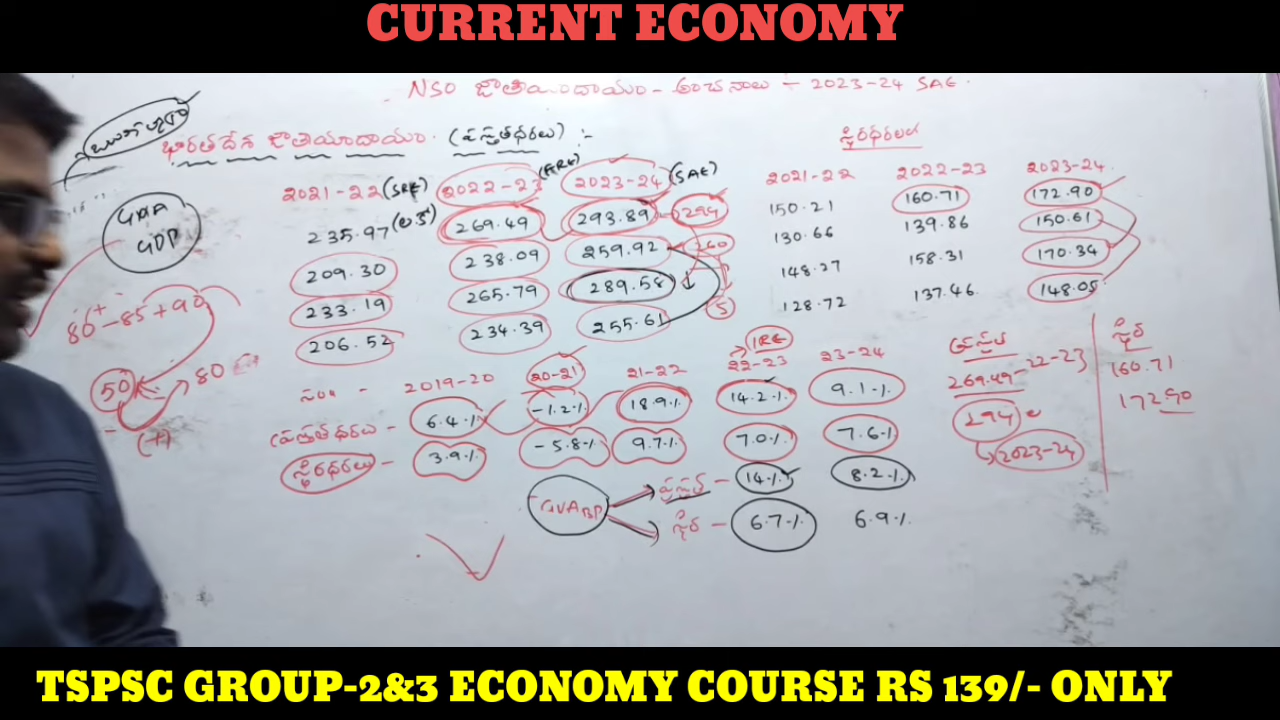 CURRENT ECONOMY
NSO జాతీయాదాయం - అంచనాలు - 2023-24 SAE.
భారతదేశ జాతీయాదాయం. (ప్రస్తుతధరలు) :-
స్థిరధరలు
2021-22 (SRE) 2022-23 (FRE) 2023-24 (SAE) 2021-22 2022-23 2023-24
235.97 (లకో) 269.49 293.89 294 150.21 160.71 172.90
209.30 238.09 259.92 260 130.66 139.86 150.61
233.19 265.79 289.58 148.27 158.31 170.34
206.52 234.39 255.61 5 128.72 137.46 148.05
GVA
GDP
80+-85+90
50 80
(+)
సం౹౹ - 2019-20 20-21 21-22 22-23 23-24
IRE
ప్రస్తుతధరలు - 6.4% -1.2% 18.9% 14.2% 9.1%
స్థిరధరలు - 3.9% -5.8% 9.7% 7.0% 7.6%
GVABP ప్రస్తుత - 14% 8.2%
స్థిర - 6.7% 6.9%
ప్రస్తుత
269.49 - 22-23
294 ల
2023-24
స్థిర
160.71
172.90
TSPSC GROUP-2&3 ECONOMY COURSE RS 139/- ONLY